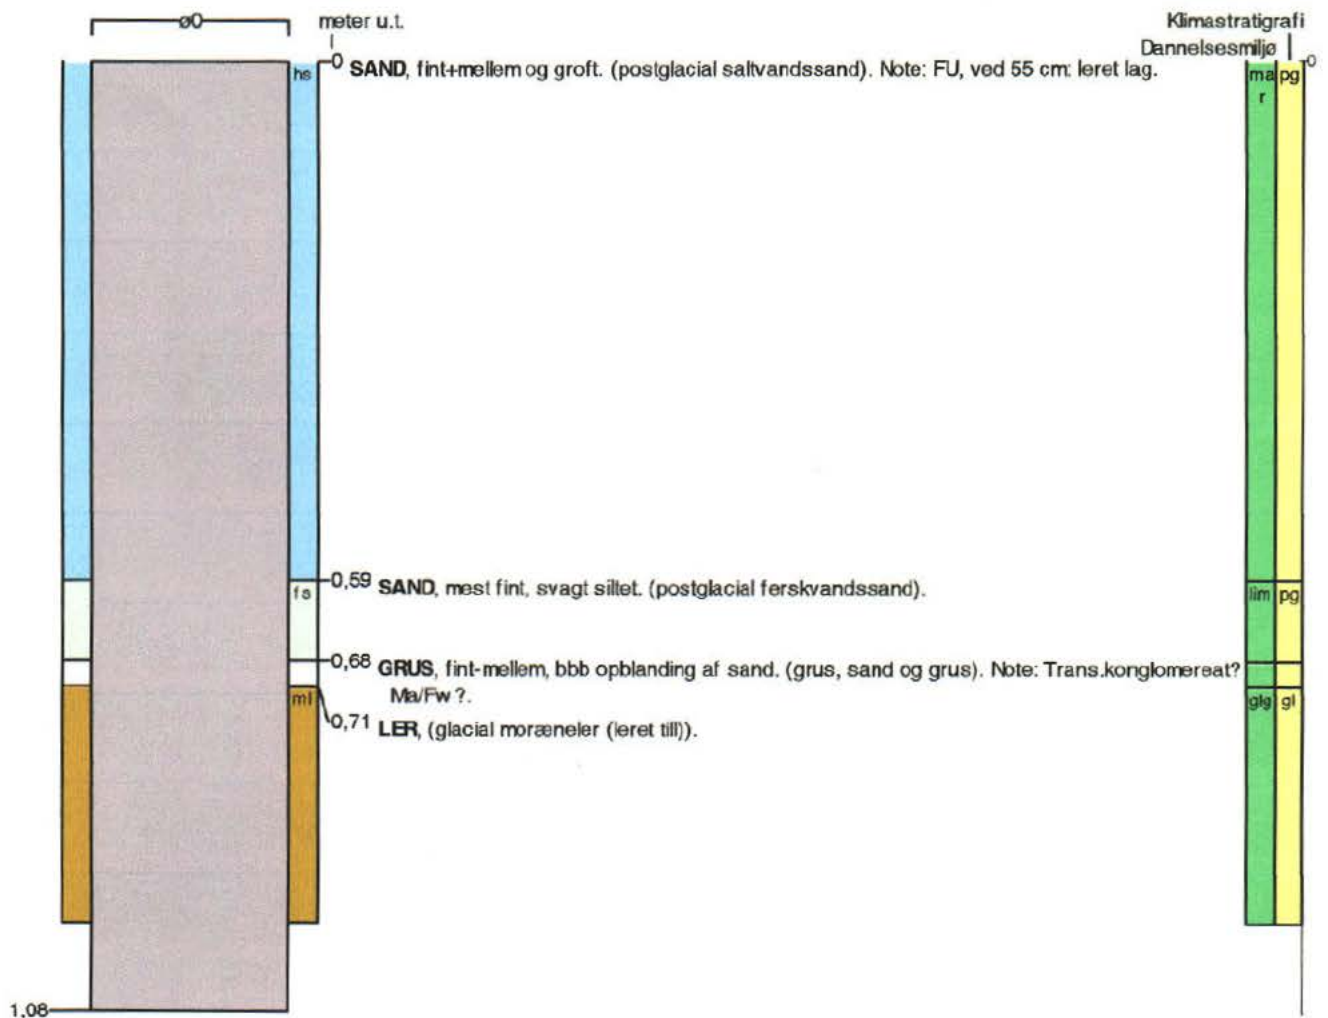 ø0
meter u.t.
Klimastratigrafi
Dannelsesmiljø
0
0
hs
SAND, fint+mellem og groft. (postglacial saltvandssand). Note: FU, ved 55 cm: leret lag.
ma pg
r
0,59 SAND, mest fint, svagt siltet. (postglacial ferskvandssand).
fs
lim pg
0,68 GRUS, fint-mellem, bbb opblanding af sand. (grus, sand og grus). Note: Trans.konglomereat?
Ma/Fw ?.
ml
glg gl
0,71 LER, (glacial moræneler (leret till)).
1,08